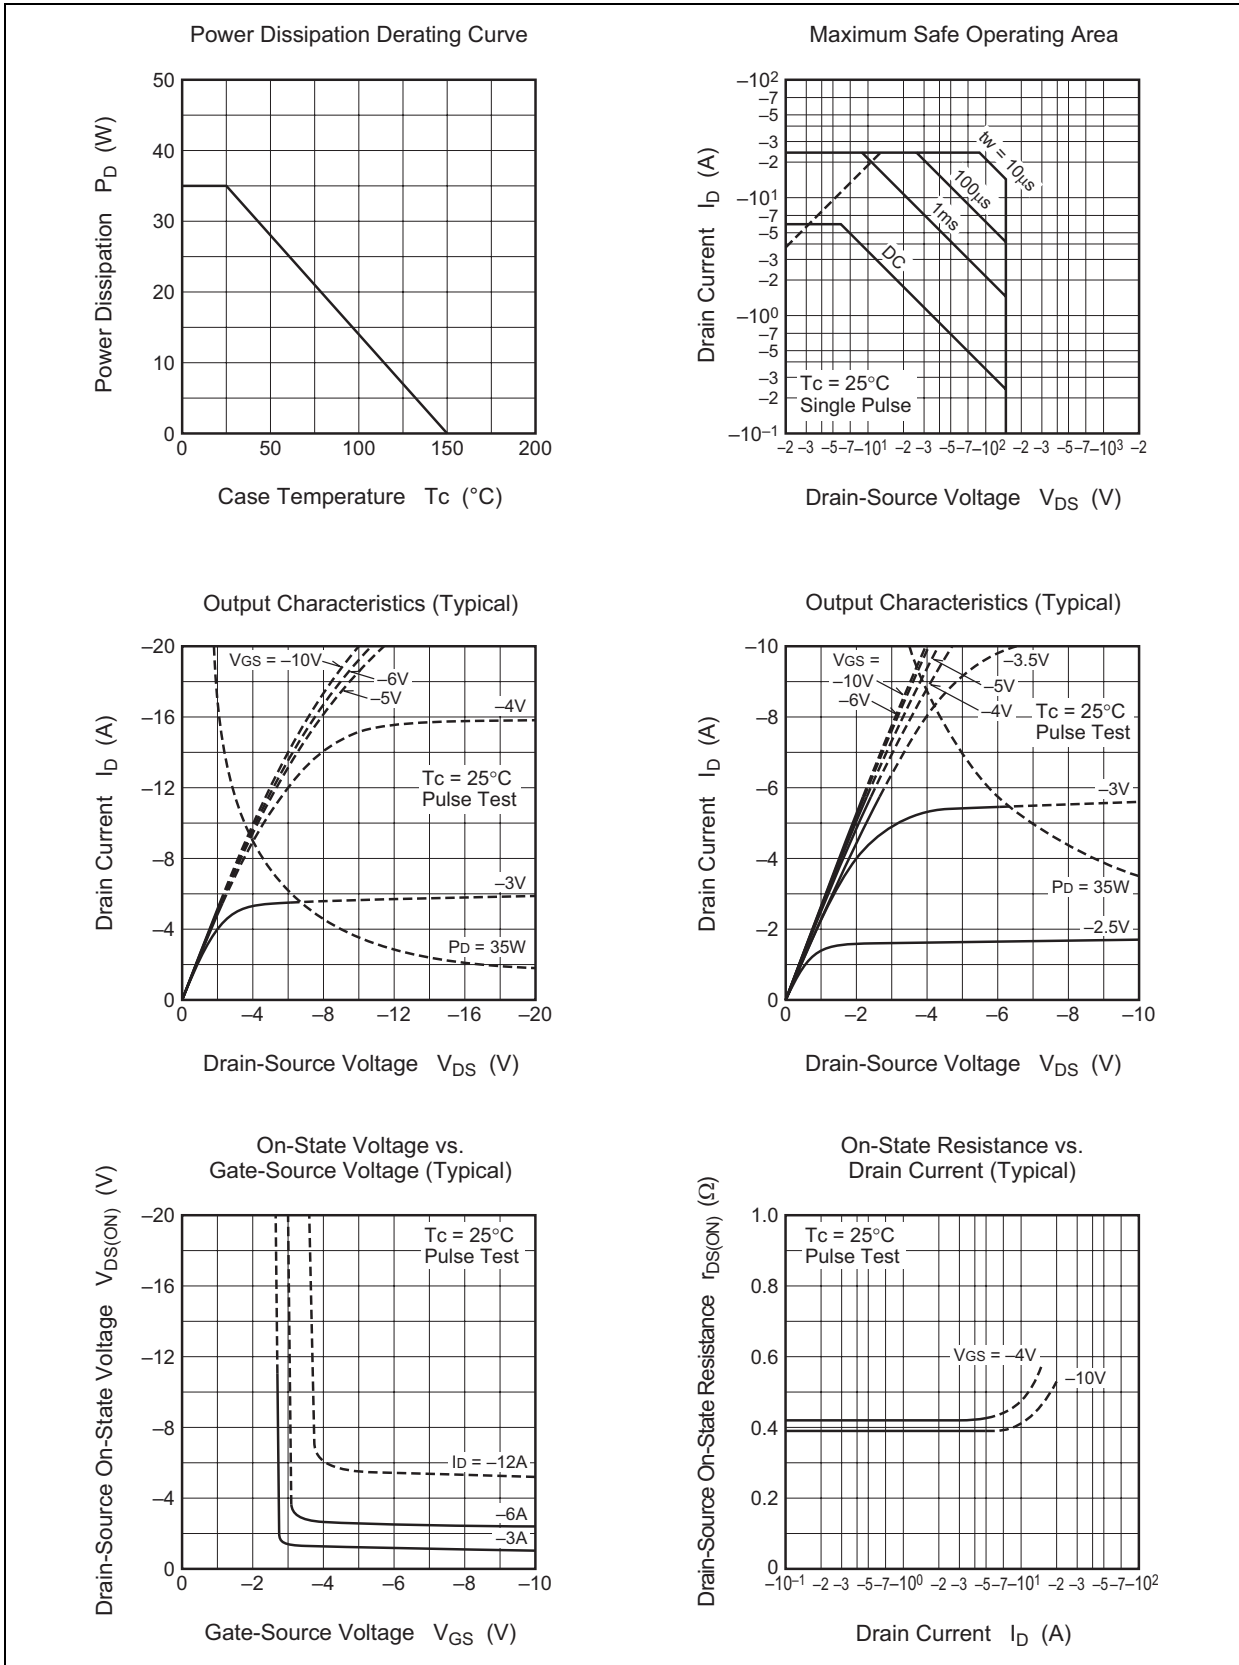 Power Dissipation Derating Curve
Power Dissipation P_D (W)
50
40
30
20
10
0
0 50 100 150 200
Case Temperature Tc (°C)
Maximum Safe Operating Area
Drain Current I_D (A)
–10²
–7
–5
–3
–2
–10¹
–7
–5
–3
–2
–10⁰
–7
–5
–3
–2
–10⁻¹
tw = 10μs
100μs
1ms
DC
Tc = 25°C
Single Pulse
–2 –3 –5–7–10¹ –2 –3 –5–7–10² –2 –3 –5–7–10³ –2
Drain-Source Voltage V_DS (V)
Output Characteristics (Typical)
Drain Current I_D (A)
–20
–16
–12
–8
–4
0
VGS = –10V
–6V
–5V
–4V
Tc = 25°C
Pulse Test
–3V
PD = 35W
0 –4 –8 –12 –16 –20
Drain-Source Voltage V_DS (V)
Output Characteristics (Typical)
Drain Current I_D (A)
–10
–8
–6
–4
–2
0
VGS =
–10V
–6V
–3.5V
–5V
–4V
Tc = 25°C
Pulse Test
–3V
PD = 35W
–2.5V
0 –2 –4 –6 –8 –10
Drain-Source Voltage V_DS (V)
On-State Voltage vs.
Gate-Source Voltage (Typical)
Drain-Source On-State Voltage V_DS(ON) (V)
–20
–16
–12
–8
–4
0
Tc = 25°C
Pulse Test
ID = –12A
–6A
–3A
0 –2 –4 –6 –8 –10
Gate-Source Voltage V_GS (V)
On-State Resistance vs.
Drain Current (Typical)
Drain-Source On-State Resistance r_DS(ON) (Ω)
1.0
0.8
0.6
0.4
0.2
0
Tc = 25°C
Pulse Test
VGS = –4V
–10V
–10⁻¹ –2 –3 –5–7–10⁰ –2 –3 –5–7–10¹ –2 –3 –5–7–10²
Drain Current I_D (A)